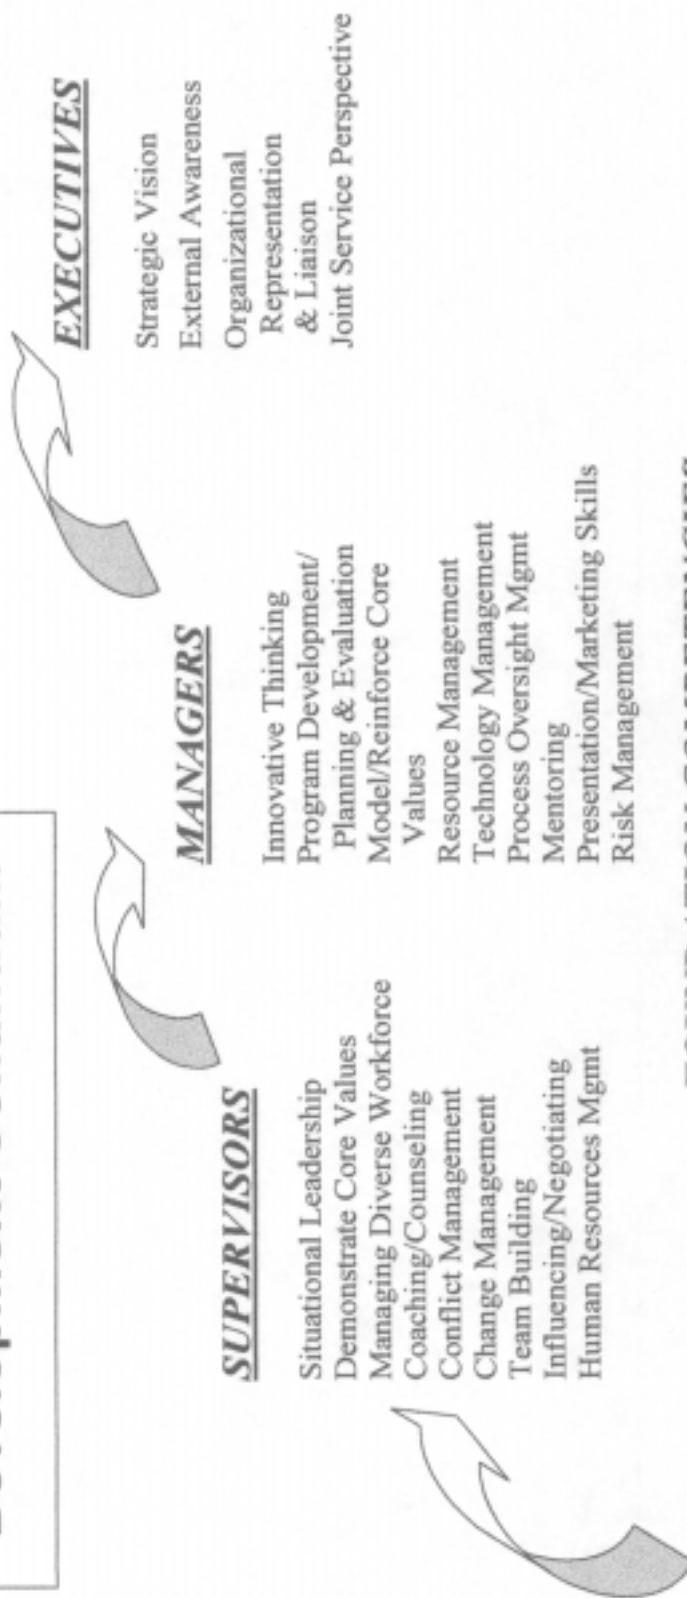 SUPERVISORS
Situational Leadership
Demonstrate Core Values
Managing Diverse Workforce
Coaching/Counseling
Conflict Management
Change Management
Team Building
Influencing/Negotiating
Human Resources Mgmt
MANAGERS
Innovative Thinking
Program Development/
Planning & Evaluation
Model/Reinforce Core
Values
Resource Management
Technology Management
Process Oversight Mgmt
Mentoring
Presentation/Marketing Skills
Risk Management
EXECUTIVES
Strategic Vision
External Awareness
Organizational
Representation
& Liaison
Joint Service Perspective